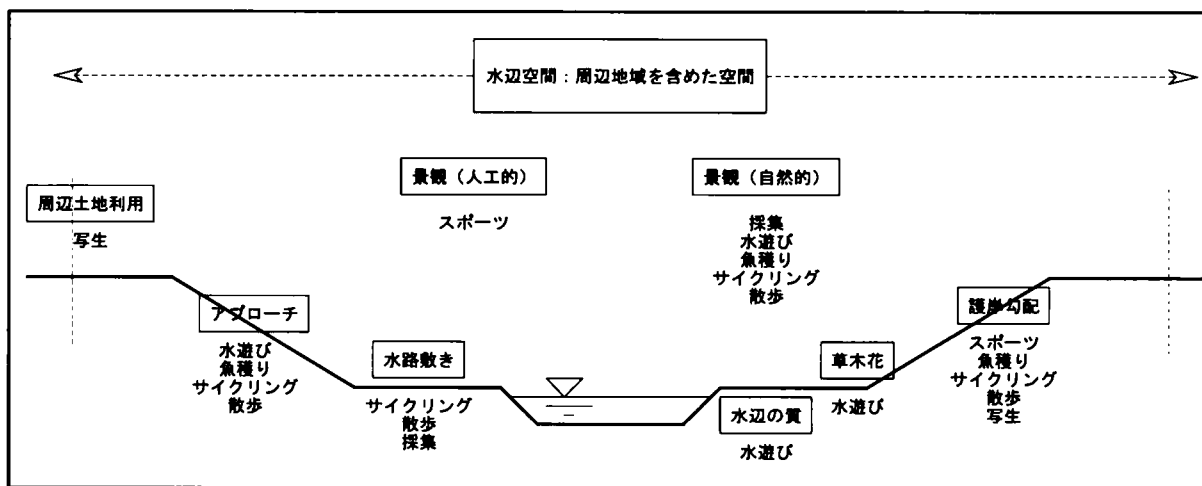 水辺空間：周辺地域を含めた空間
景観（人工的）
スポーツ
景観（自然的）
採集
水遊び
魚穫り
サイクリング
散歩
周辺土地利用
写生
アプローチ
水遊び
魚穫り
サイクリング
散歩
水路敷き
サイクリング
散歩
採集
水辺の質
水遊び
草木花
水遊び
護岸勾配
スポーツ
魚穫り
サイクリング
散歩
写生